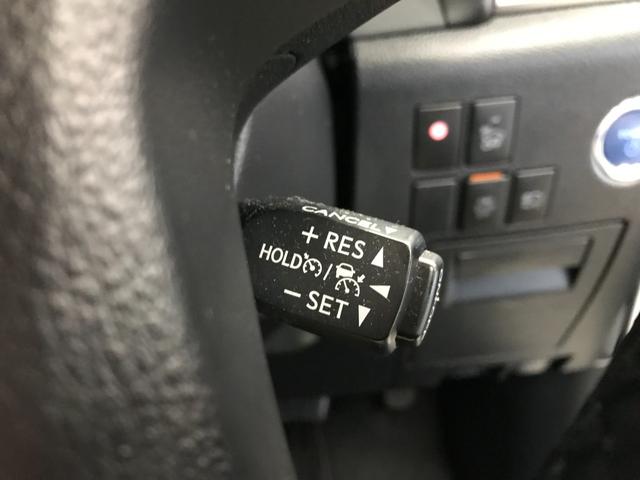 CANCEL
+ RES
HOLD /
- SET